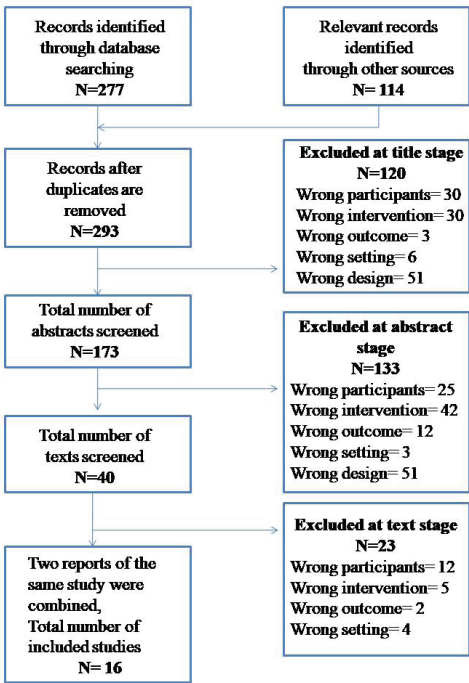 Records identified
through database
searching
N=277
Relevant records
identified
through other sources
N= 114
Records after
duplicates are
removed
N=293
Excluded at title stage
N=120
Wrong participants= 30
Wrong intervention= 30
Wrong outcome= 3
Wrong setting= 6
Wrong design= 51
Total number of
abstracts screened
N=173
Excluded at abstract
stage
N=133
Wrong participants= 25
Wrong intervention= 42
Wrong outcome= 12
Wrong setting= 3
Wrong design= 51
Total number of
texts screened
N=40
Excluded at text stage
N=23
Wrong participants= 12
Wrong intervention= 5
Wrong outcome= 2
Wrong setting= 4
Two reports of the
same study were
combined,
Total number of
included studies
N= 16